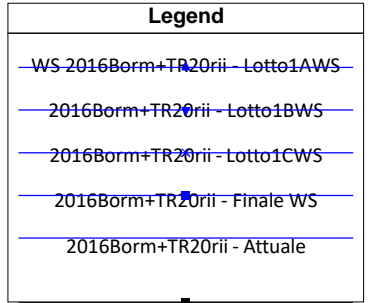 Legend
WS 2016Borm+TR20rii - Lotto1AWS
2016Borm+TR20rii - Lotto1BWS
2016Borm+TR20rii - Lotto1CWS
2016Borm+TR20rii - Finale WS
2016Borm+TR20rii - Attuale